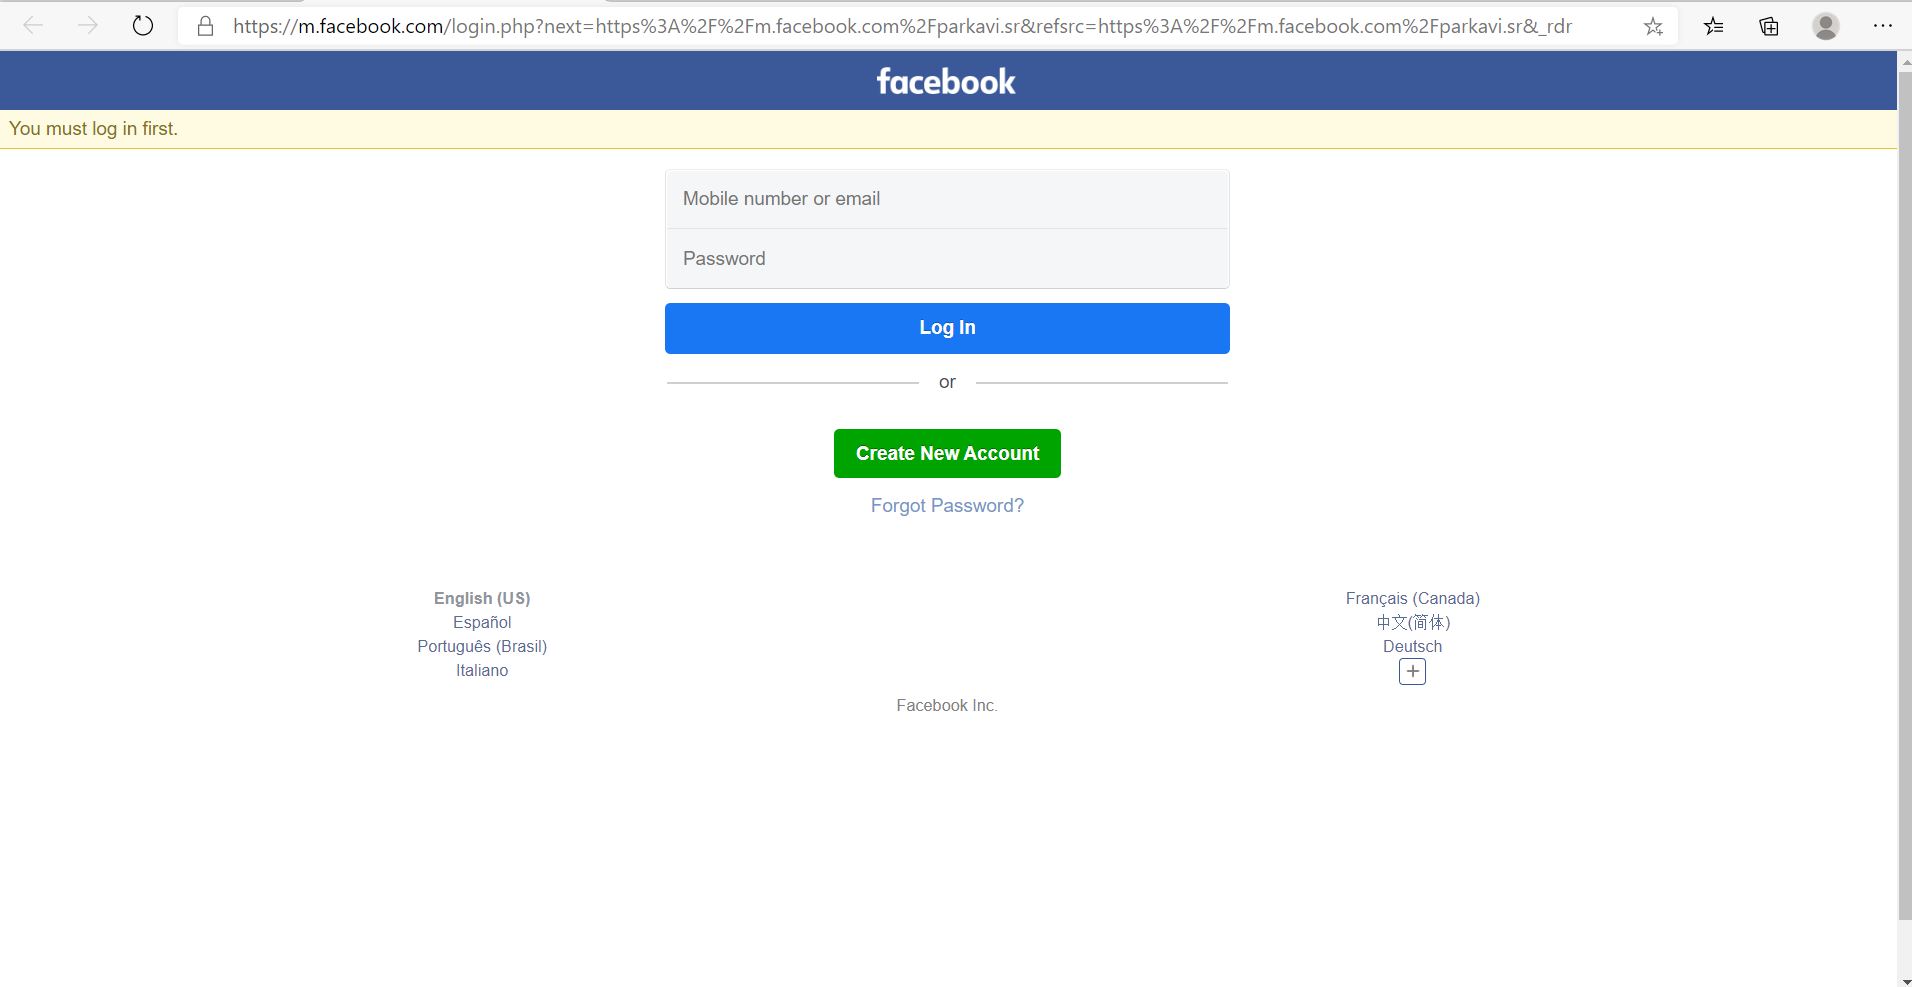 https://m.facebook.com/login.php?next=https%3A%2F%2Fm.facebook.com%2Fparkavi.sr&refsrc=https%3A%2F%2Fm.facebook.com%2Fparkavi.sr&_rdr
facebook
You must log in first.
Mobile number or email
Password
Log In
or
Create New Account
Forgot Password?
English (US)
Español
Português (Brasil)
Italiano
Français (Canada)
中文(简体)
Deutsch
Facebook Inc.